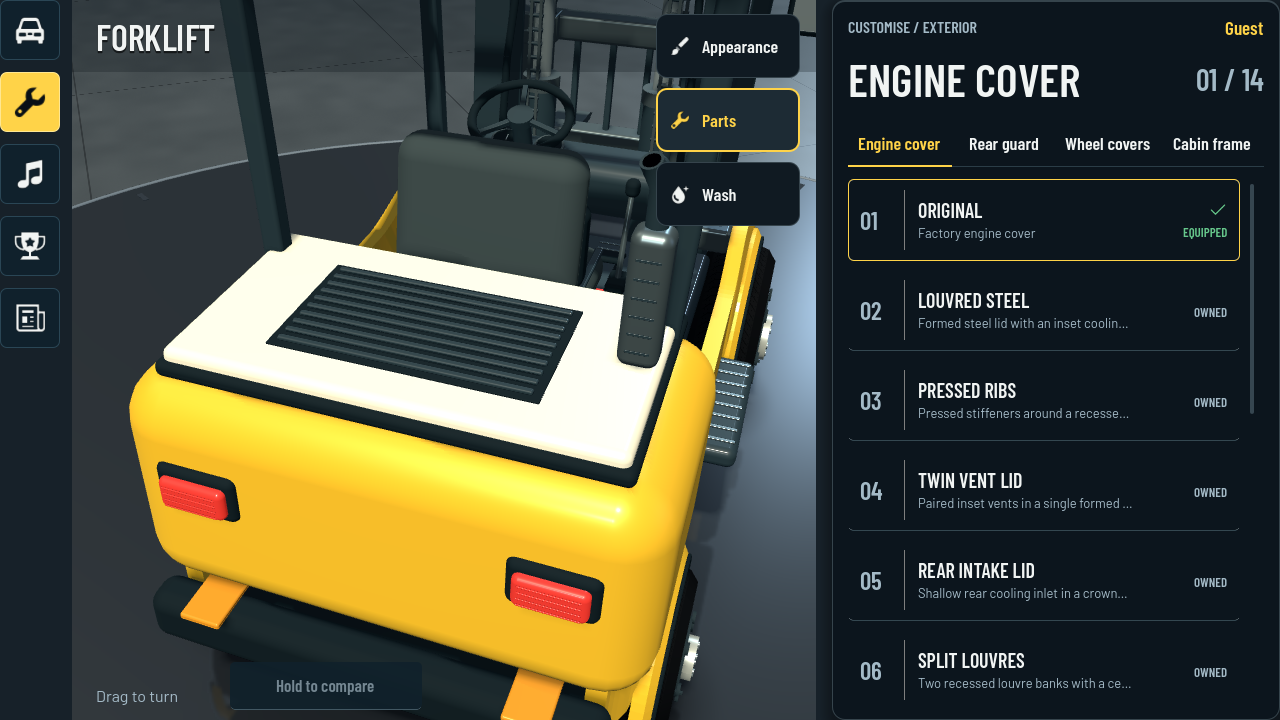 FORKLIFT
Appearance
Parts
Wash
Drag to turn
Hold to compare
CUSTOMISE / EXTERIOR
Guest
ENGINE COVER
01 / 14
Engine cover
Rear guard
Wheel covers
Cabin frame
01
ORIGINAL
Factory engine cover
EQUIPPED
02
LOUVRED STEEL
Formed steel lid with an inset coolin...
OWNED
03
PRESSED RIBS
Pressed stiffeners around a recesse...
OWNED
04
TWIN VENT LID
Paired inset vents in a single formed ...
OWNED
05
REAR INTAKE LID
Shallow rear cooling inlet in a crown...
OWNED
06
SPLIT LOUVRES
Two recessed louvre banks with a ce...
OWNED